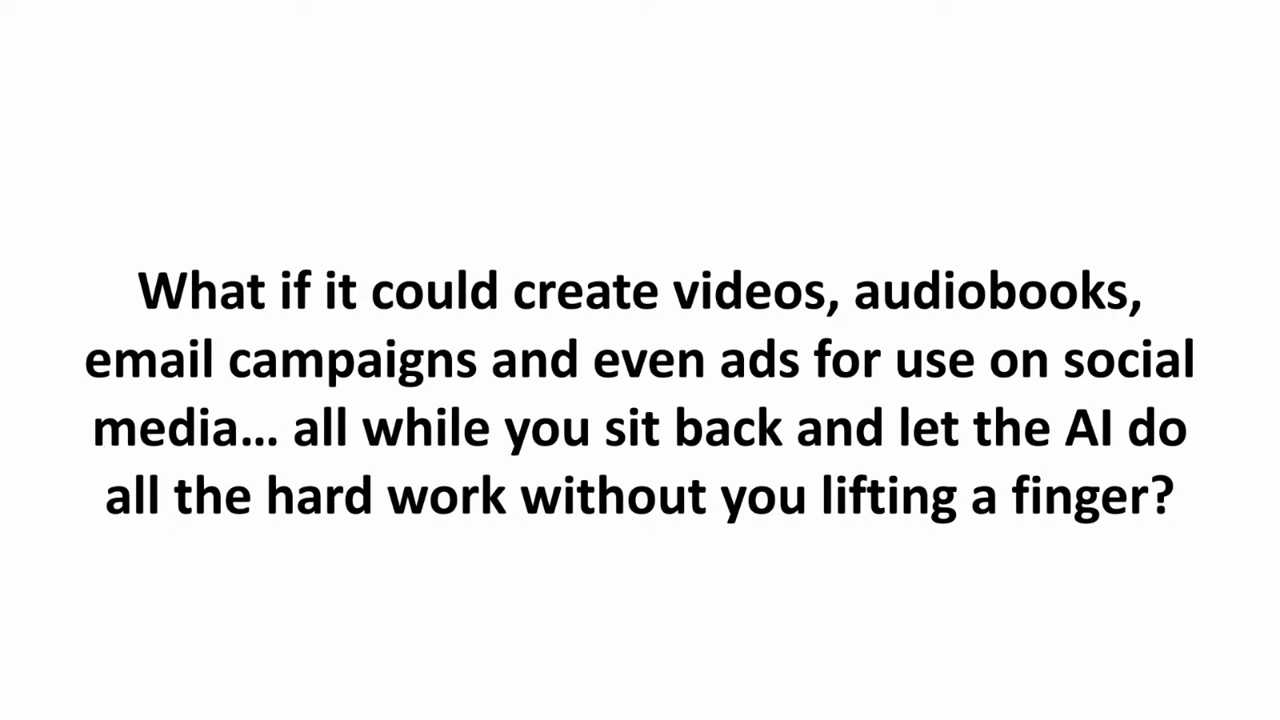 What if it could create videos, audiobooks,
email campaigns and even ads for use on social
media... all while you sit back and let the AI do
all the hard work without you lifting a finger?